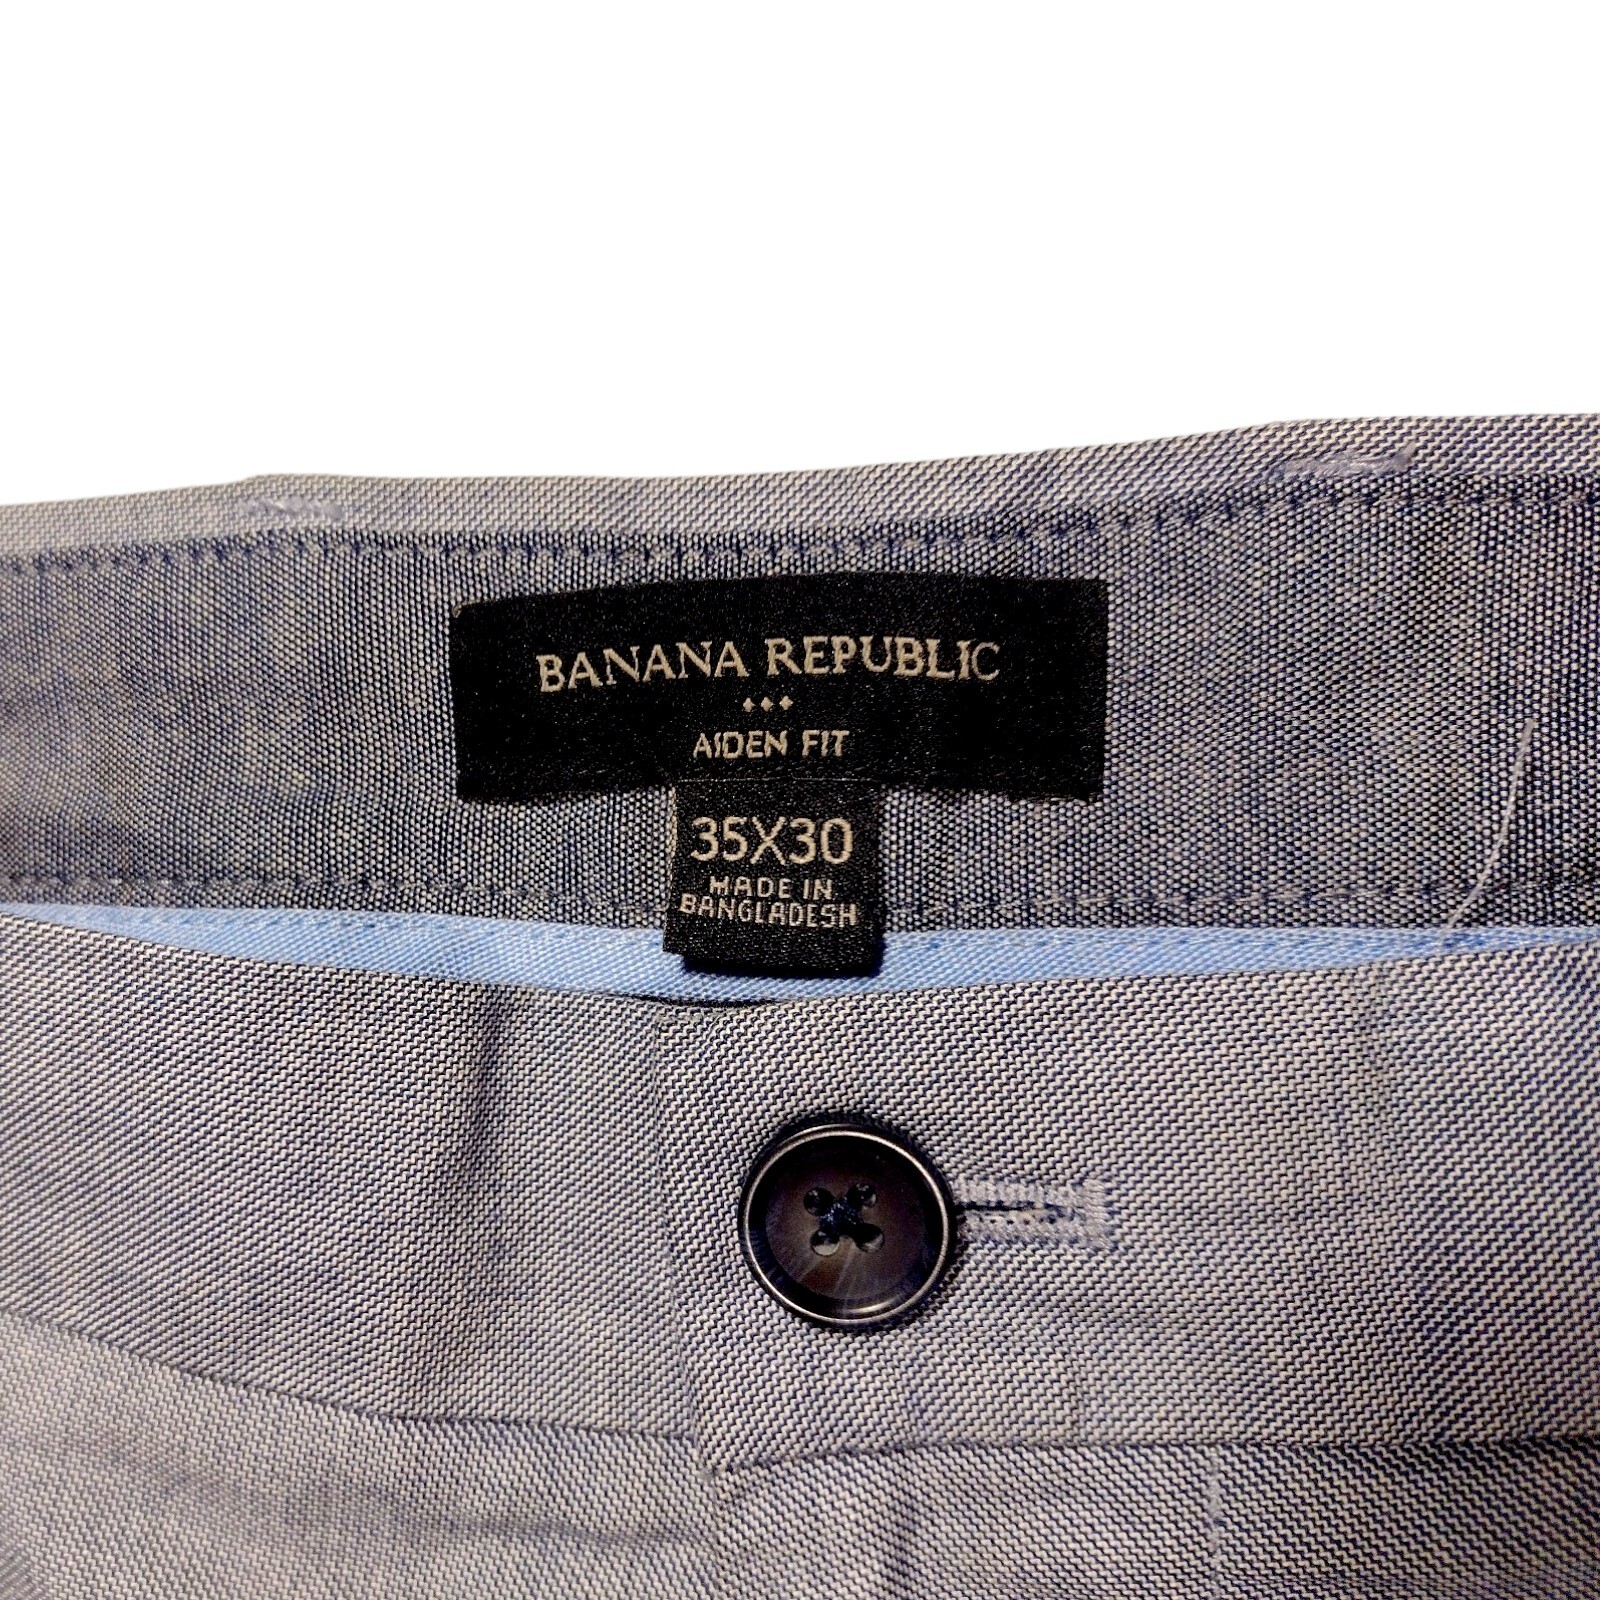 BANANA REPUBLIC
AIDEN FIT
35X30
MADE IN
BANGLADESH